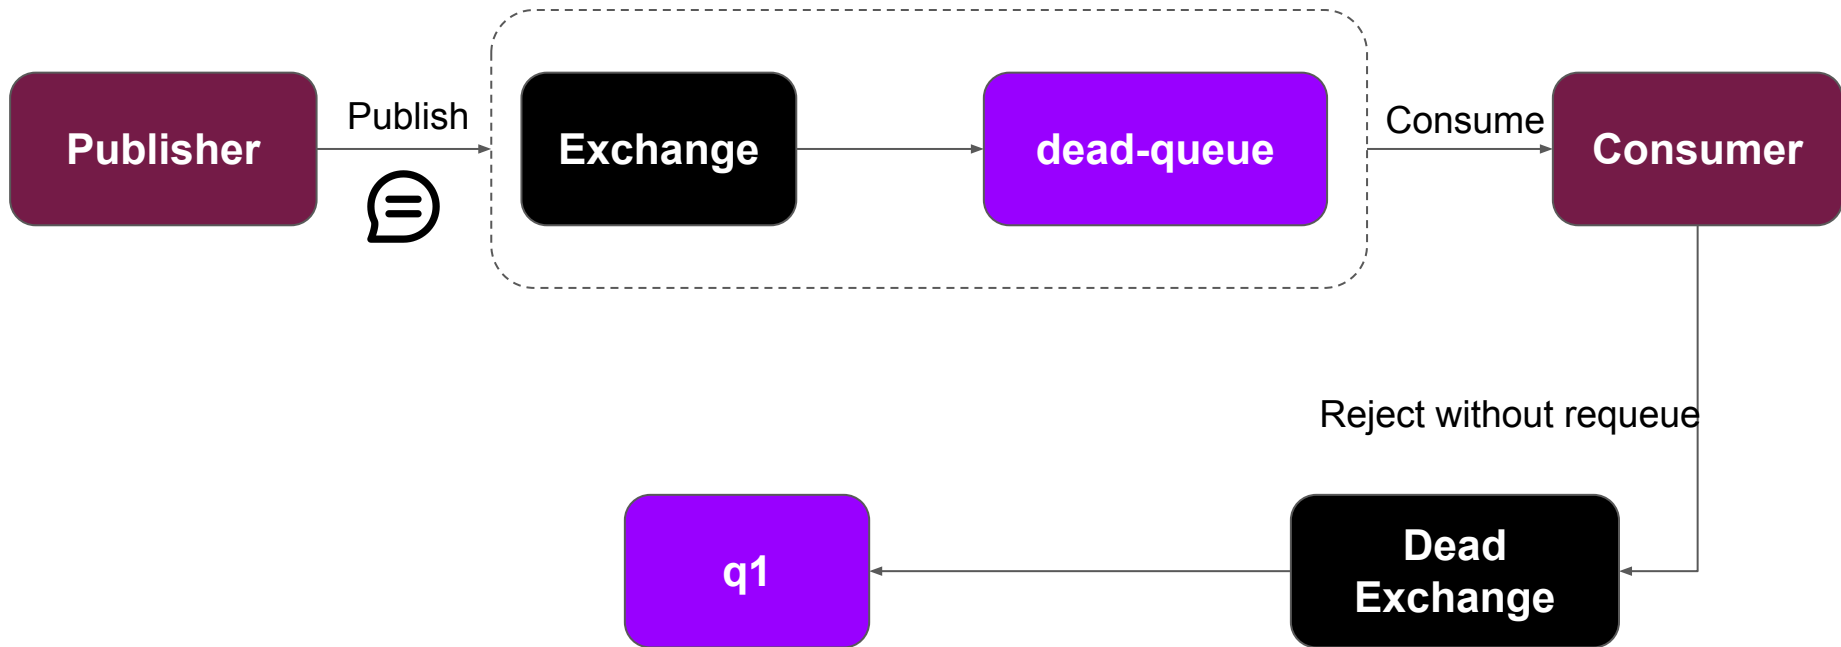 Publisher
Publish
Exchange
dead-queue
Consume
Consumer
Reject without requeue
q1
Dead
Exchange